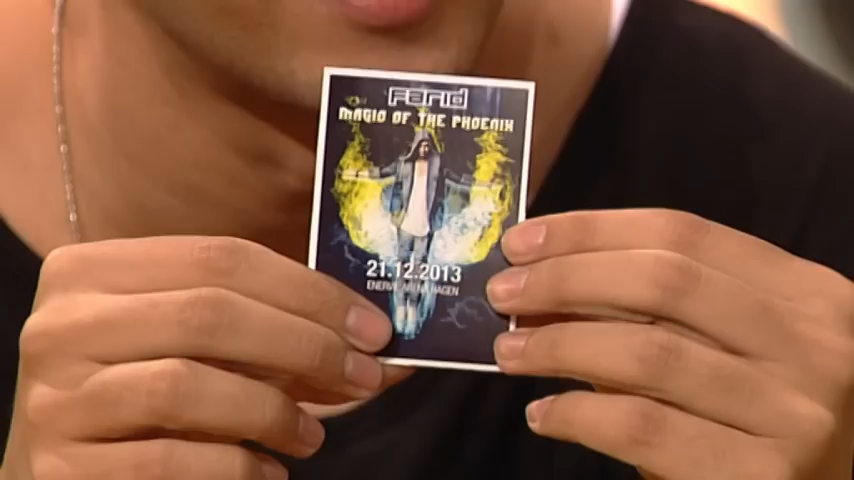 FARID
MAGIC OF THE PHOENIX
21.12.2013
ENERVIE ARENA HAGEN